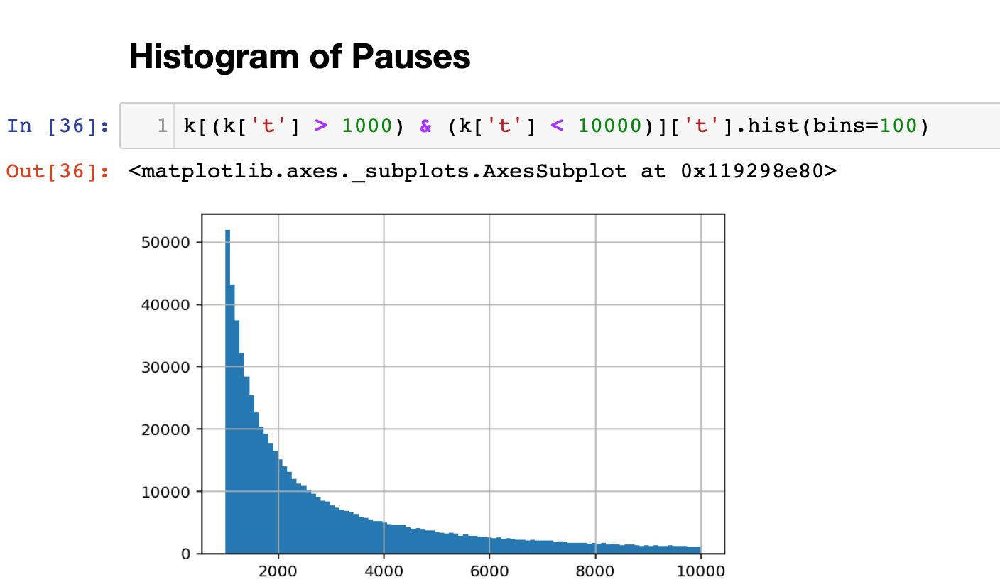 Histogram of Pauses
In [36]: 1 k[(k['t'] > 1000) & (k['t'] < 10000)]['t'].hist(bins=100)
Out[36]: <matplotlib.axes._subplots.AxesSubplot at 0x119298e80>
50000
40000
30000
20000
10000
0
2000 4000 6000 8000 10000